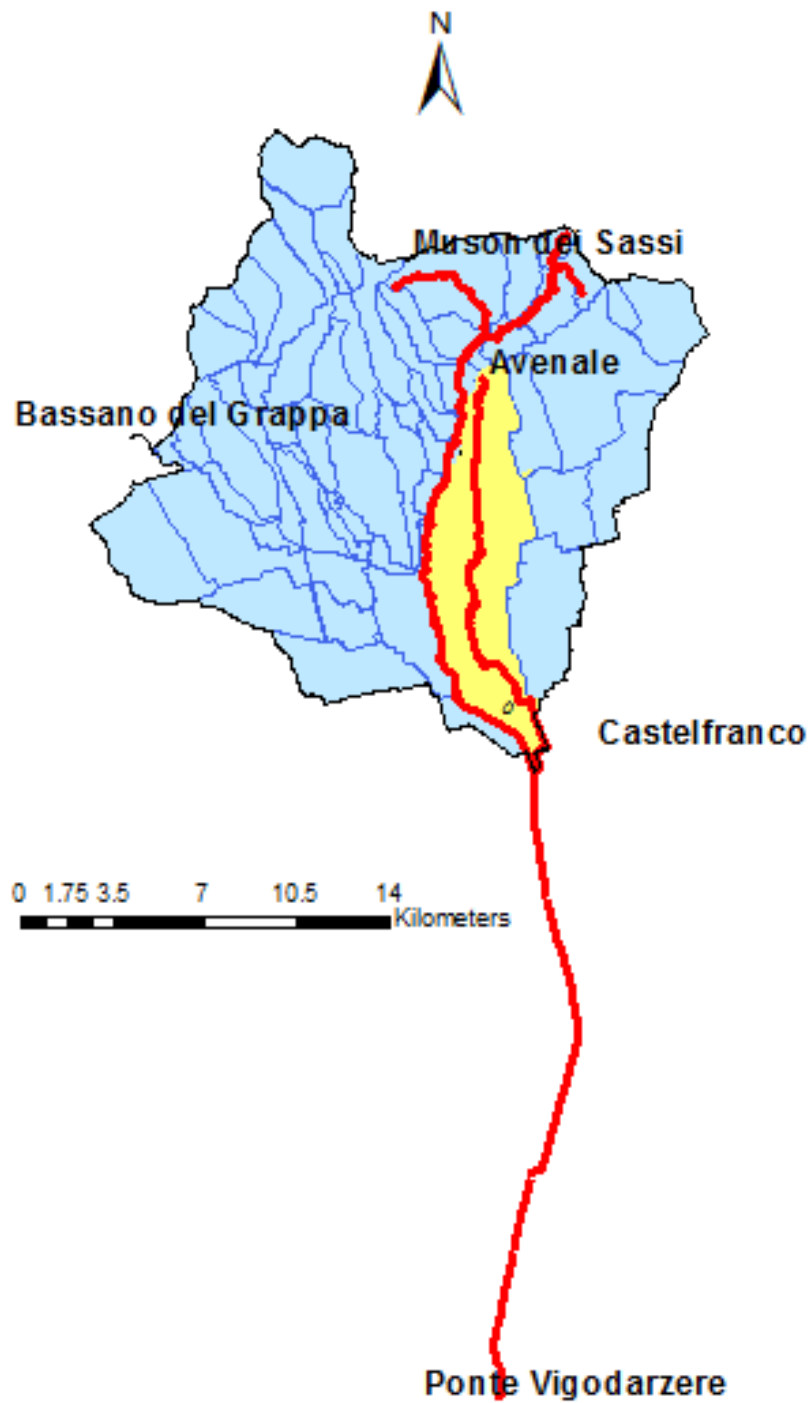 N
Muson dei Sassi
Avenale
Bassano del Grappa
Castelfranco
0 1.75 3.5 7 10.5 14
Kilometers
Ponte Vigodarzere